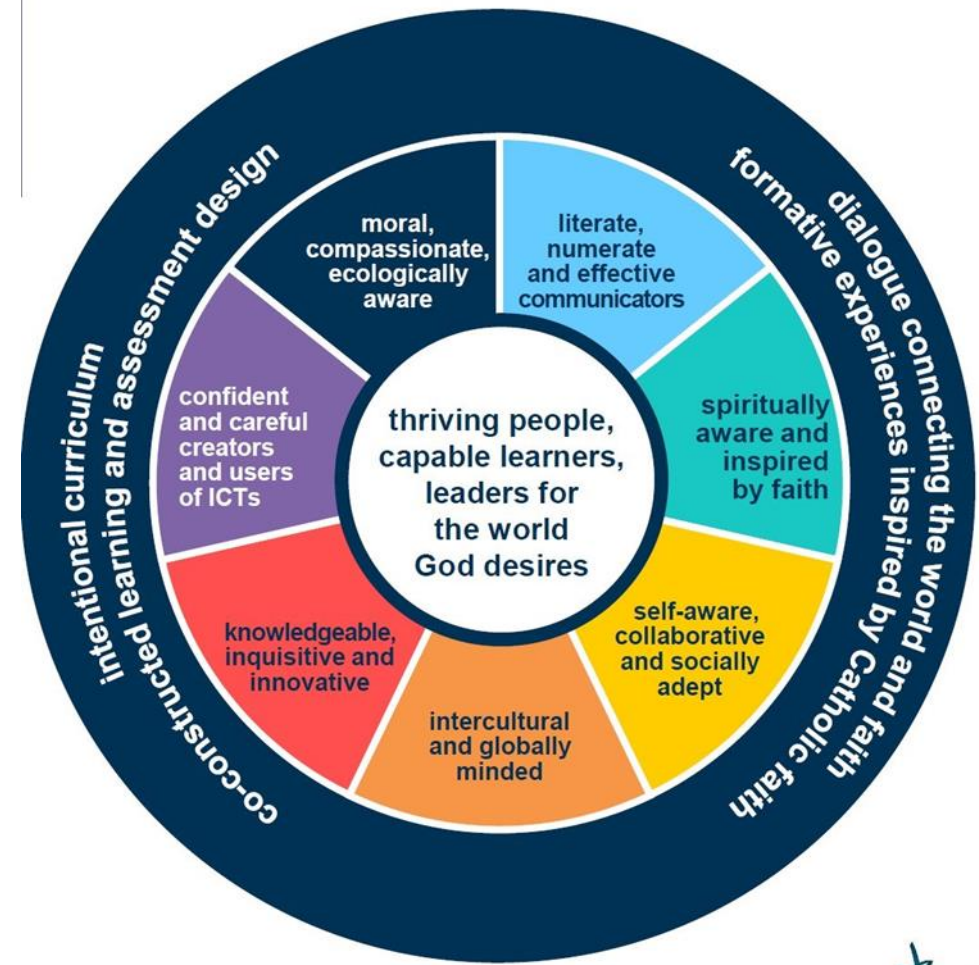 thriving people,
capable learners,
leaders for
the world
God desires
literate,
numerate
and effective
communicators
spiritually
aware and
inspired
by faith
self-aware,
collaborative
and socially
adept
intercultural
and globally
minded
knowledgeable,
inquisitive and
innovative
confident
and careful
creators
and users
of ICTs
moral,
compassionate,
ecologically
aware
intentional curriculum
co-constructed learning and assessment design
dialogue connecting the world and faith
formative experiences inspired by Catholic faith